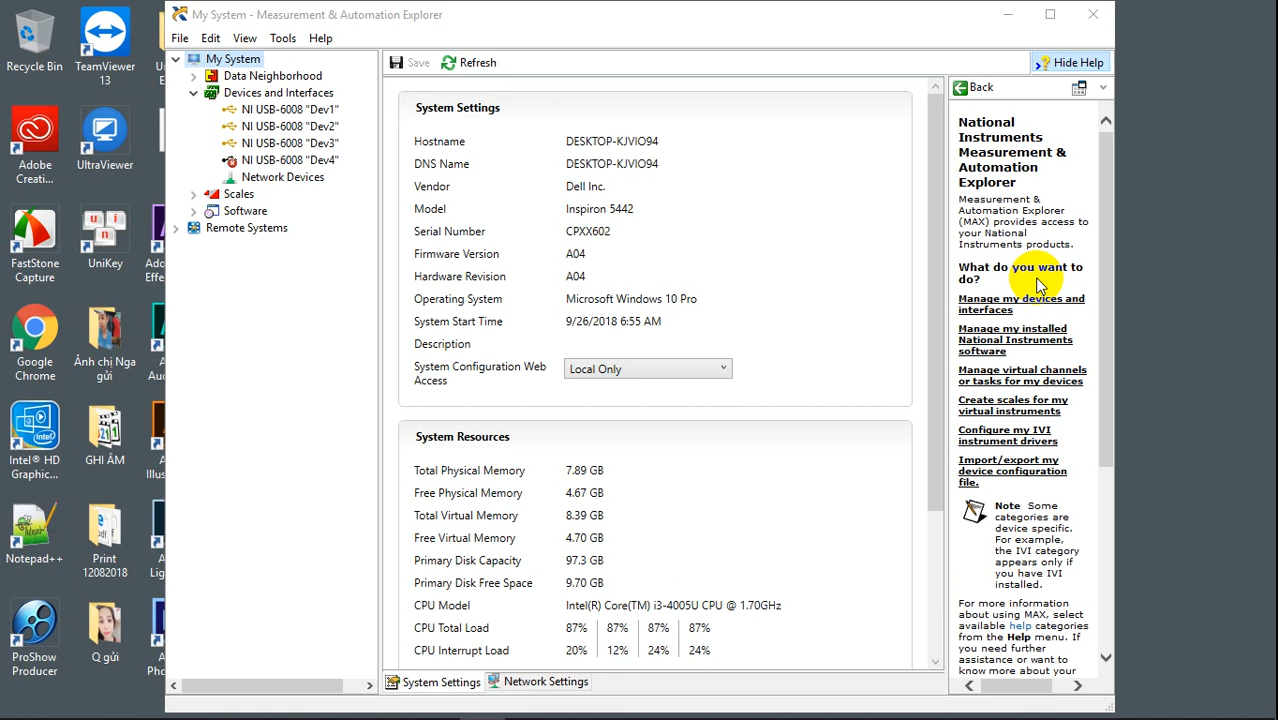 My System - Measurement & Automation Explorer
File Edit View Tools Help
My System
Data Neighborhood
Devices and Interfaces
NI USB-6008 "Dev1"
NI USB-6008 "Dev2"
NI USB-6008 "Dev3"
NI USB-6008 "Dev4"
Network Devices
Scales
Software
Remote Systems
Save Refresh
Hide Help
System Settings
Hostname DESKTOP-KJVIO94
DNS Name DESKTOP-KJVIO94
Vendor Dell Inc.
Model Inspiron 5442
Serial Number CPXX602
Firmware Version A04
Hardware Revision A04
Operating System Microsoft Windows 10 Pro
System Start Time 9/26/2018 6:55 AM
Description
System Configuration Web
Access
Local Only
System Resources
Total Physical Memory 7.89 GB
Free Physical Memory 4.67 GB
Total Virtual Memory 8.39 GB
Free Virtual Memory 4.70 GB
Primary Disk Capacity 97.3 GB
Primary Disk Free Space 9.70 GB
CPU Model Intel(R) Core(TM) i3-4005U CPU @ 1.70GHz
CPU Total Load 87% 87% 87% 87%
CPU Interrupt Load 20% 12% 24% 24%
System Settings Network Settings
Back
National
Instruments
Measurement &
Automation
Explorer
Measurement &
Automation Explorer
(MAX) provides access to
your National
Instruments products.
What do you want to
do?
Manage my devices and
interfaces
Manage my installed
National Instruments
software
Manage virtual channels
or tasks for my devices
Create scales for my
virtual instruments
Configure my IVI
instrument drivers
Import/export my
device configuration
file.
Note Some
categories are
device specific.
For example,
the IVI category
appears only if
you have IVI
installed.
For more information
about using MAX, select
available help categories
from the Help menu. If
you need further
assistance or want to
know more about your
Recycle Bin
TeamViewer
13
Adobe
Creati...
UltraViewer
FastStone
Capture
UniKey
Google
Chrome
Ảnh chị Nga
gửi
Intel® HD
Graphic...
GHI ÂM
Notepad++
Print
12082018
ProShow
Producer
Q gửi